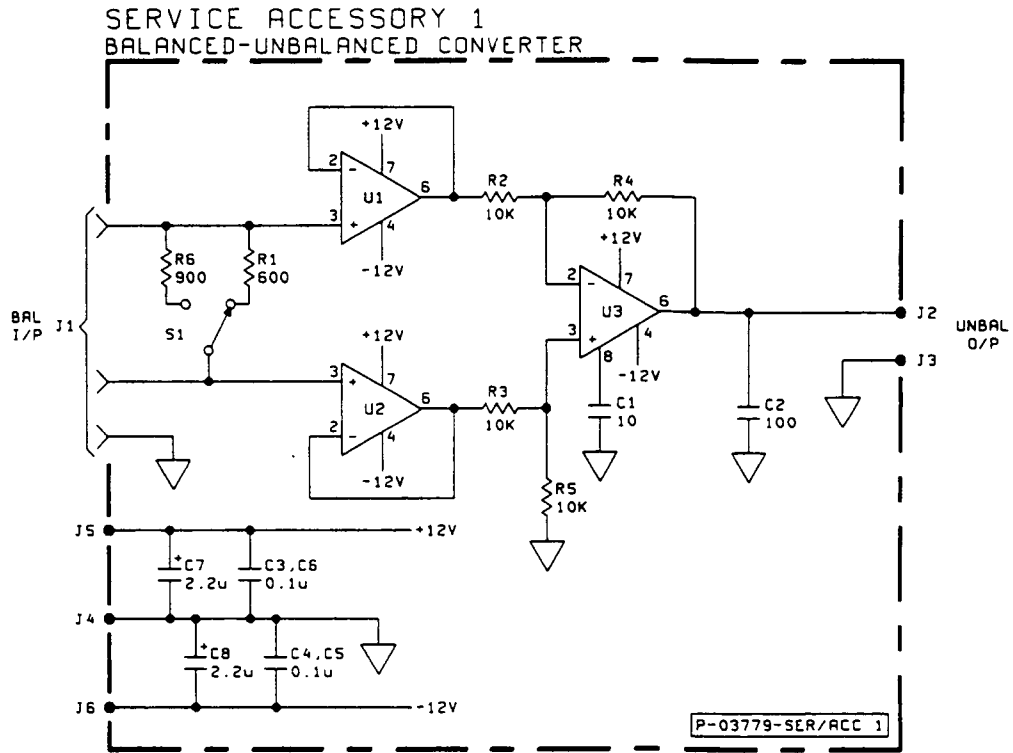 SERVICE ACCESSORY 1
BALANCED-UNBALANCED CONVERTER
+12V
2
-
7
U1
6
3
+
4
-12V
R2
10K
R4
10K
R6
900
R1
600
S1
BAL
I/P
J1
+12V
2
-
7
U3
6
3
+
4
8
-12V
J2
UNBAL
O/P
J3
+12V
3
+
7
U2
6
2
-
4
-12V
R3
10K
C1
10
C2
100
R5
10K
J5
+12V
+
C7
2.2u
C3,C6
0.1u
J4
+
C8
2.2u
C4,C5
0.1u
J6
-12V
P-03779-SER/ACC 1